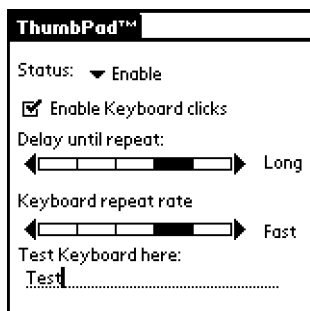 ThumbPad™
Status: Enable
Enable Keyboard clicks
Delay until repeat:
Long
Keyboard repeat rate
Fast
Test Keyboard here:
Test